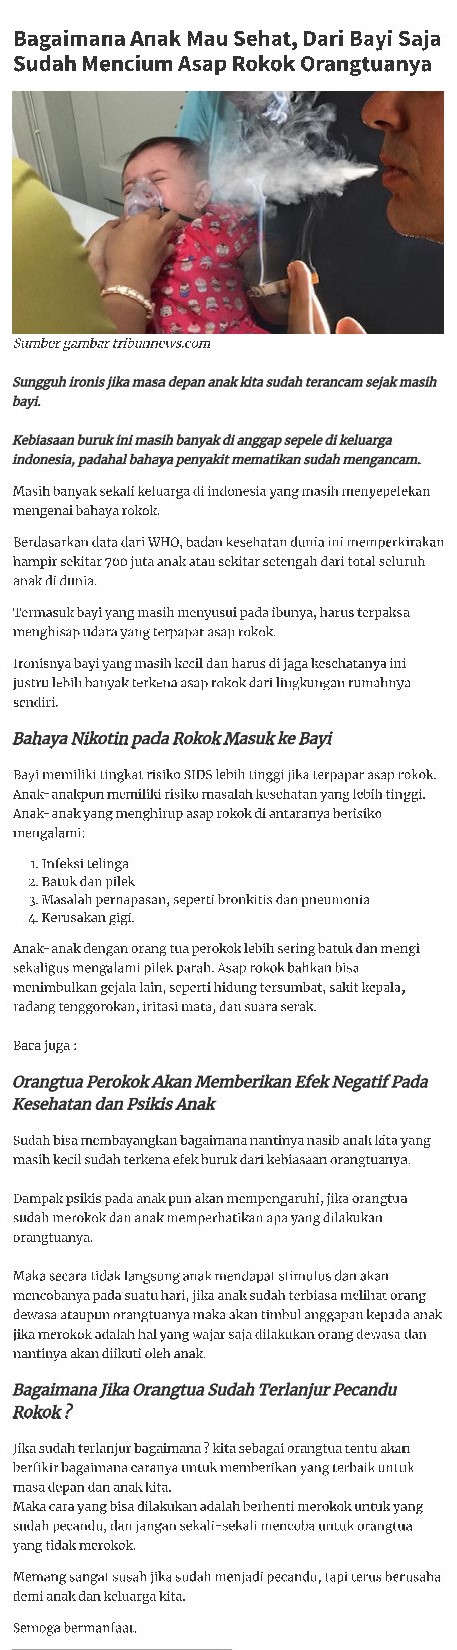 Bagaimana Anak Mau Sehat, Dari Bayi Saja
Sudah Mencium Asap Rokok Orangtuanya
Sumber gambar tribunnews.com
Sungguh ironis jika masa depan anak kita sudah terancam sejak masih
bayi.
Kebiasaan buruk ini masih banyak di anggap sepele di keluarga
indonesia, padahal bahaya penyakit mematikan sudah mengancam.
Masih banyak sekali keluarga di indonesia yang masih menyepelekan
mengenai bahaya rokok.
Berdasarkan data dari WHO, badan kesehatan dunia ini memperkirakan
hampir sekitar 700 juta anak atau sekitar setengah dari total seluruh
anak di dunia.
Termasuk bayi yang masih menyusui pada ibunya, harus terpaksa
menghisap udara yang terpapar asap rokok.
Ironisnya bayi yang masih kecil dan harus di jaga kesehatanya ini
justru lebih banyak terkena asap rokok dari lingkungan rumahnya
sendiri.
Bahaya Nikotin pada Rokok Masuk ke Bayi
Bayi memiliki tingkat risiko SIDS lebih tinggi jika terpapar asap rokok.
Anak-anakpun memiliki risiko masalah kesehatan yang lebih tinggi.
Anak-anak yang menghirup asap rokok di antaranya berisiko
mengalami:
1. Infeksi telinga
2. Batuk dan pilek
3. Masalah pernapasan, seperti bronkitis dan pneumonia
4. Kerusakan gigi.
Anak-anak dengan orang tua perokok lebih sering batuk dan mengi
sekaligus mengalami pilek parah. Asap rokok bahkan bisa
menimbulkan gejala lain, seperti hidung tersumbat, sakit kepala,
radang tenggorokan, iritasi mata, dan suara serak.
Baca juga :
Orangtua Perokok Akan Memberikan Efek Negatif Pada
Kesehatan dan Psikis Anak
Sudah bisa membayangkan bagaimana nantinya nasib anak kita yang
masih kecil sudah terkena efek buruk dari kebiasaan orangtuanya.
Dampak psikis pada anak pun akan mempengaruhi, jika orangtua
sudah merokok dan anak memperhatikan apa yang dilakukan
orangtuanya.
Maka secara tidak langsung anak mendapat stimulus dan akan
mencobanya pada suatu hari, jika anak sudah terbiasa melihat orang
dewasa ataupun orangtuanya maka akan timbul anggapan kepada anak
jika merokok adalah hal yang wajar saja dilakukan orang dewasa dan
nantinya akan diikuti oleh anak.
Bagaimana Jika Orangtua Sudah Terlanjur Pecandu
Rokok ?
Jika sudah terlanjur bagaimana ? kita sebagai orangtua tentu akan
berfikir bagaimana caranya untuk memberikan yang terbaik untuk
masa depan dan anak kita.
Maka cara yang bisa dilakukan adalah berhenti merokok untuk yang
sudah pecandu, dan jangan sekali-sekali mencoba untuk orangtua
yang tidak merokok.
Memang sangat susah jika sudah menjadi pecandu, tapi terus berusaha
demi anak dan keluarga kita.
Semoga bermanfaat.